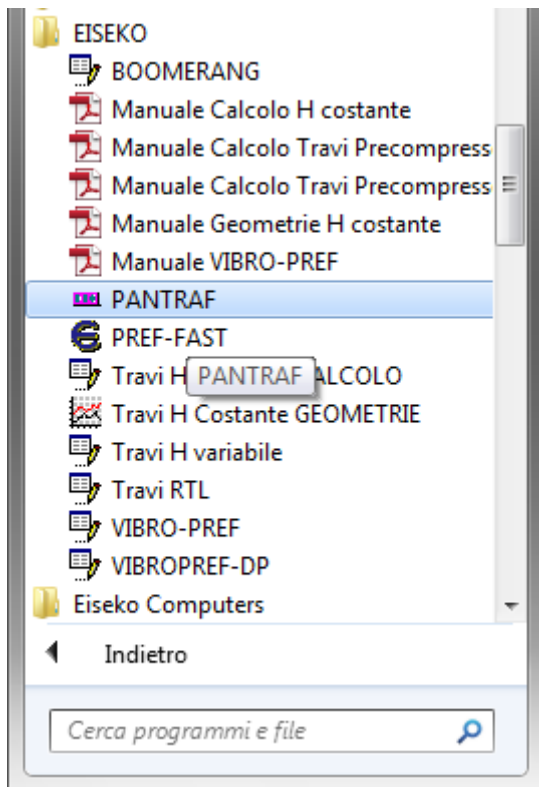 EISEKO
BOOMERANG
Manuale Calcolo H costante
Manuale Calcolo Travi Precompress
Manuale Calcolo Travi Precompress
Manuale Geometrie H costante
Manuale VIBRO-PREF
PANTRAF
PREF-FAST
Travi H PANTRAF ALCOLO
Travi H Costante GEOMETRIE
Travi H variabile
Travi RTL
VIBRO-PREF
VIBROPREF-DP
Eiseko Computers
Indietro
Cerca programmi e file